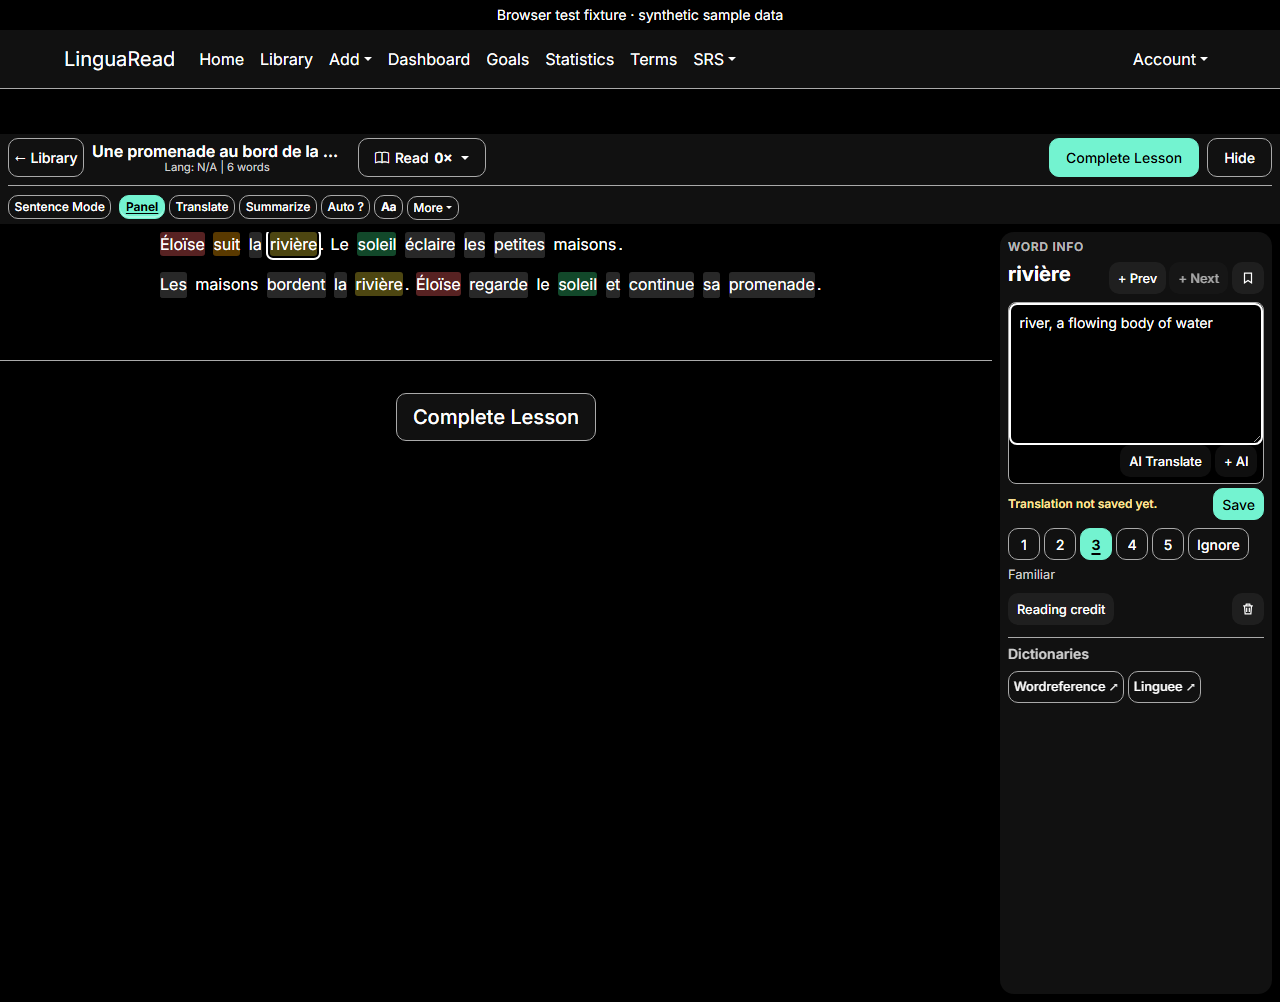 Browser test fixture · synthetic sample data
LinguaRead Home Library Add Dashboard Goals Statistics Terms SRS Account
← Library
Une promenade au bord de la ...
Lang: N/A | 6 words
Read 0×
Complete Lesson
Hide
Sentence Mode Panel Translate Summarize Auto ? Aa More
Éloïse suit la rivière. Le soleil éclaire les petites maisons.
Les maisons bordent la rivière. Éloïse regarde le soleil et continue sa promenade.
Complete Lesson
WORD INFO
rivière
+ Prev + Next
river, a flowing body of water
AI Translate + AI
Translation not saved yet.
Save
1 2 3 4 5 Ignore
Familiar
Reading credit
Dictionaries
Wordreference ↗ Linguee ↗